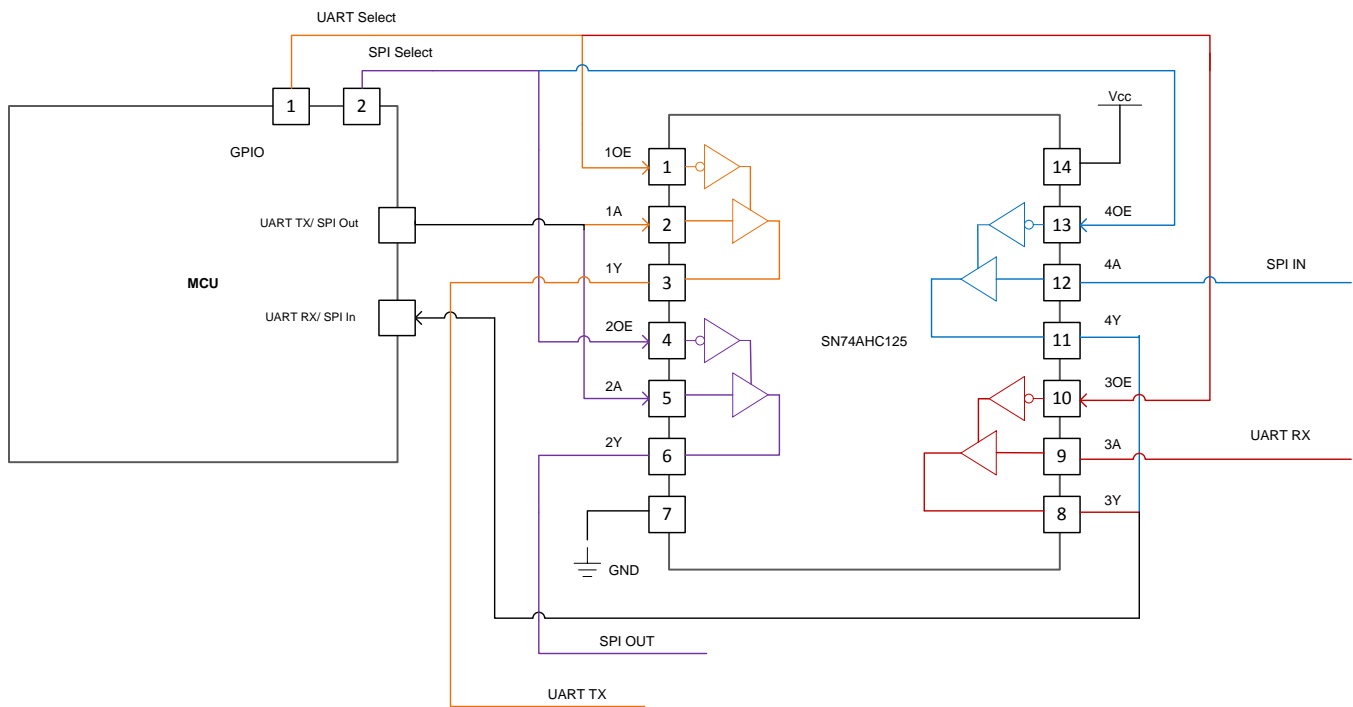 UART Select
SPI Select
Vcc
1
2
GPIO
1OE
1
14
UART TX/ SPI Out
1A
2
13
4OE
MCU
1Y
3
12
4A
SPI IN
UART RX/ SPI In
2OE
4
SN74AHC125
11
4Y
2A
5
10
3OE
2Y
6
9
3A
UART RX
7
8
3Y
GND
SPI OUT
UART TX